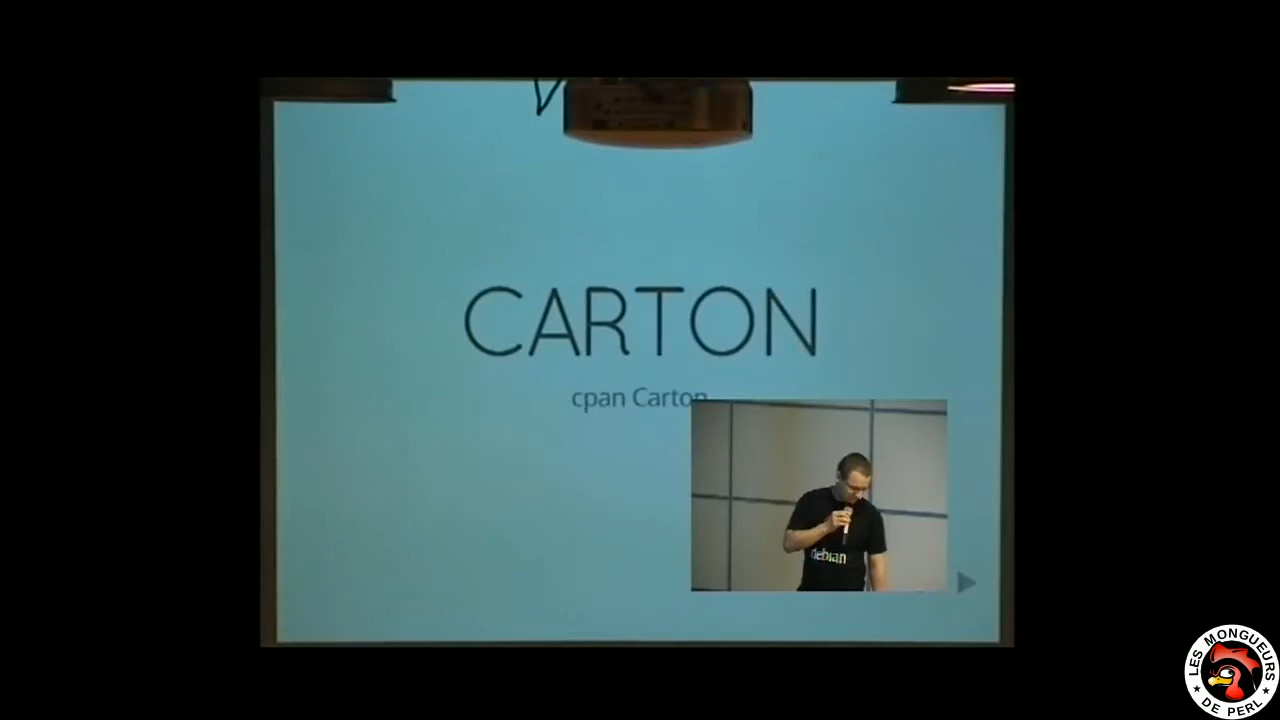 CARTON
cpan Carton
debian
LES MONGUEURS
DE PERL